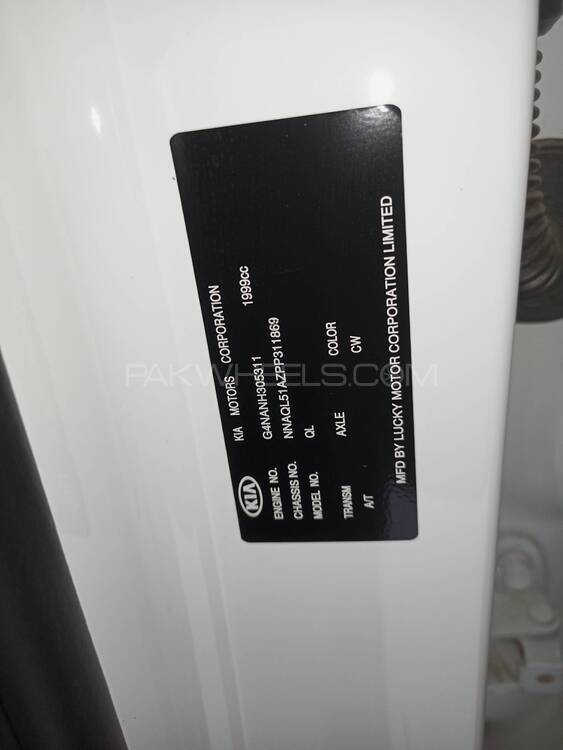 KIA KIA MOTORS CORPORATION
ENGINE NO. G4NANH305311 1999cc
CHASSIS NO. NNAQL51AZPP311869
MODEL NO. QL
TRANSM AXLE COLOR
A/T CW
MFD BY LUCKY MOTOR CORPORATION LIMITED
PAKWHEELS.COM